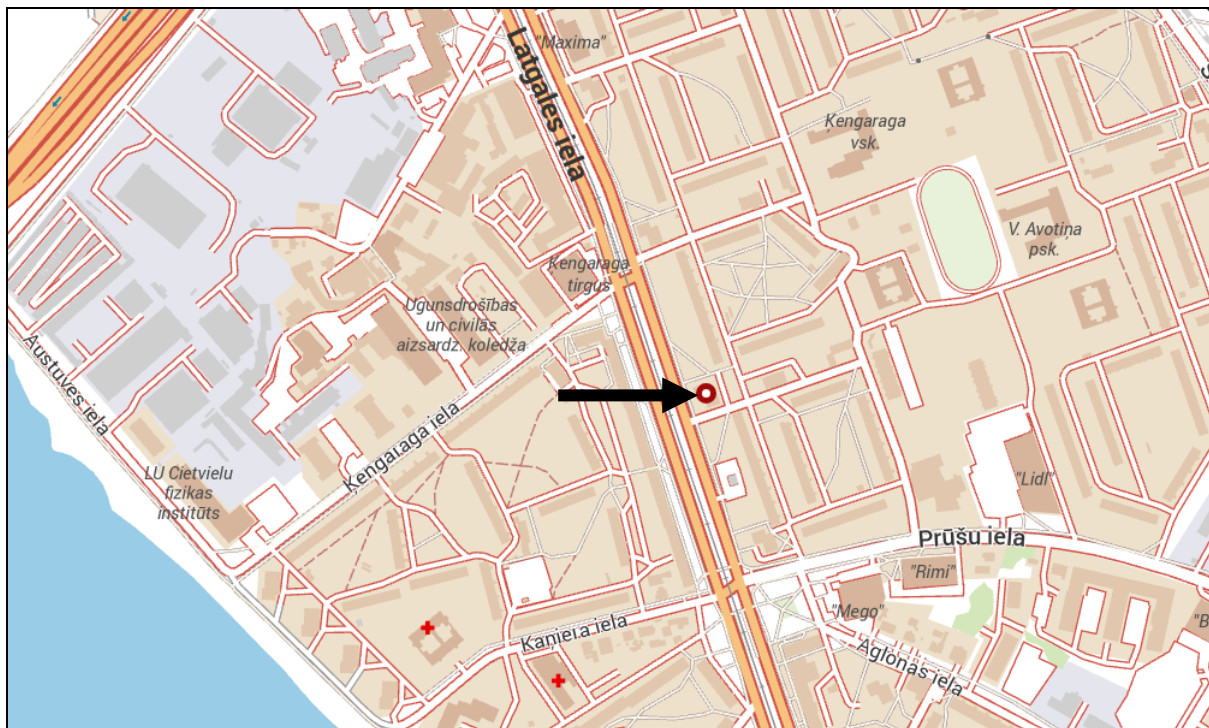 "Maxima"
Latgales iela
Ķengaraga
vsk.
V. Avotiņa
psk.
Ķengaraga
tirgus
Ugunsdrošības
un civilās
aizsardz. koledža
Austuves iela
Ķengaraga iela
LU Cietvielu
fizikas
institūts
"Lidl"
Prūšu iela
"Rimi"
"Mego"
Kaņiera iela
Aglonas iela
"B